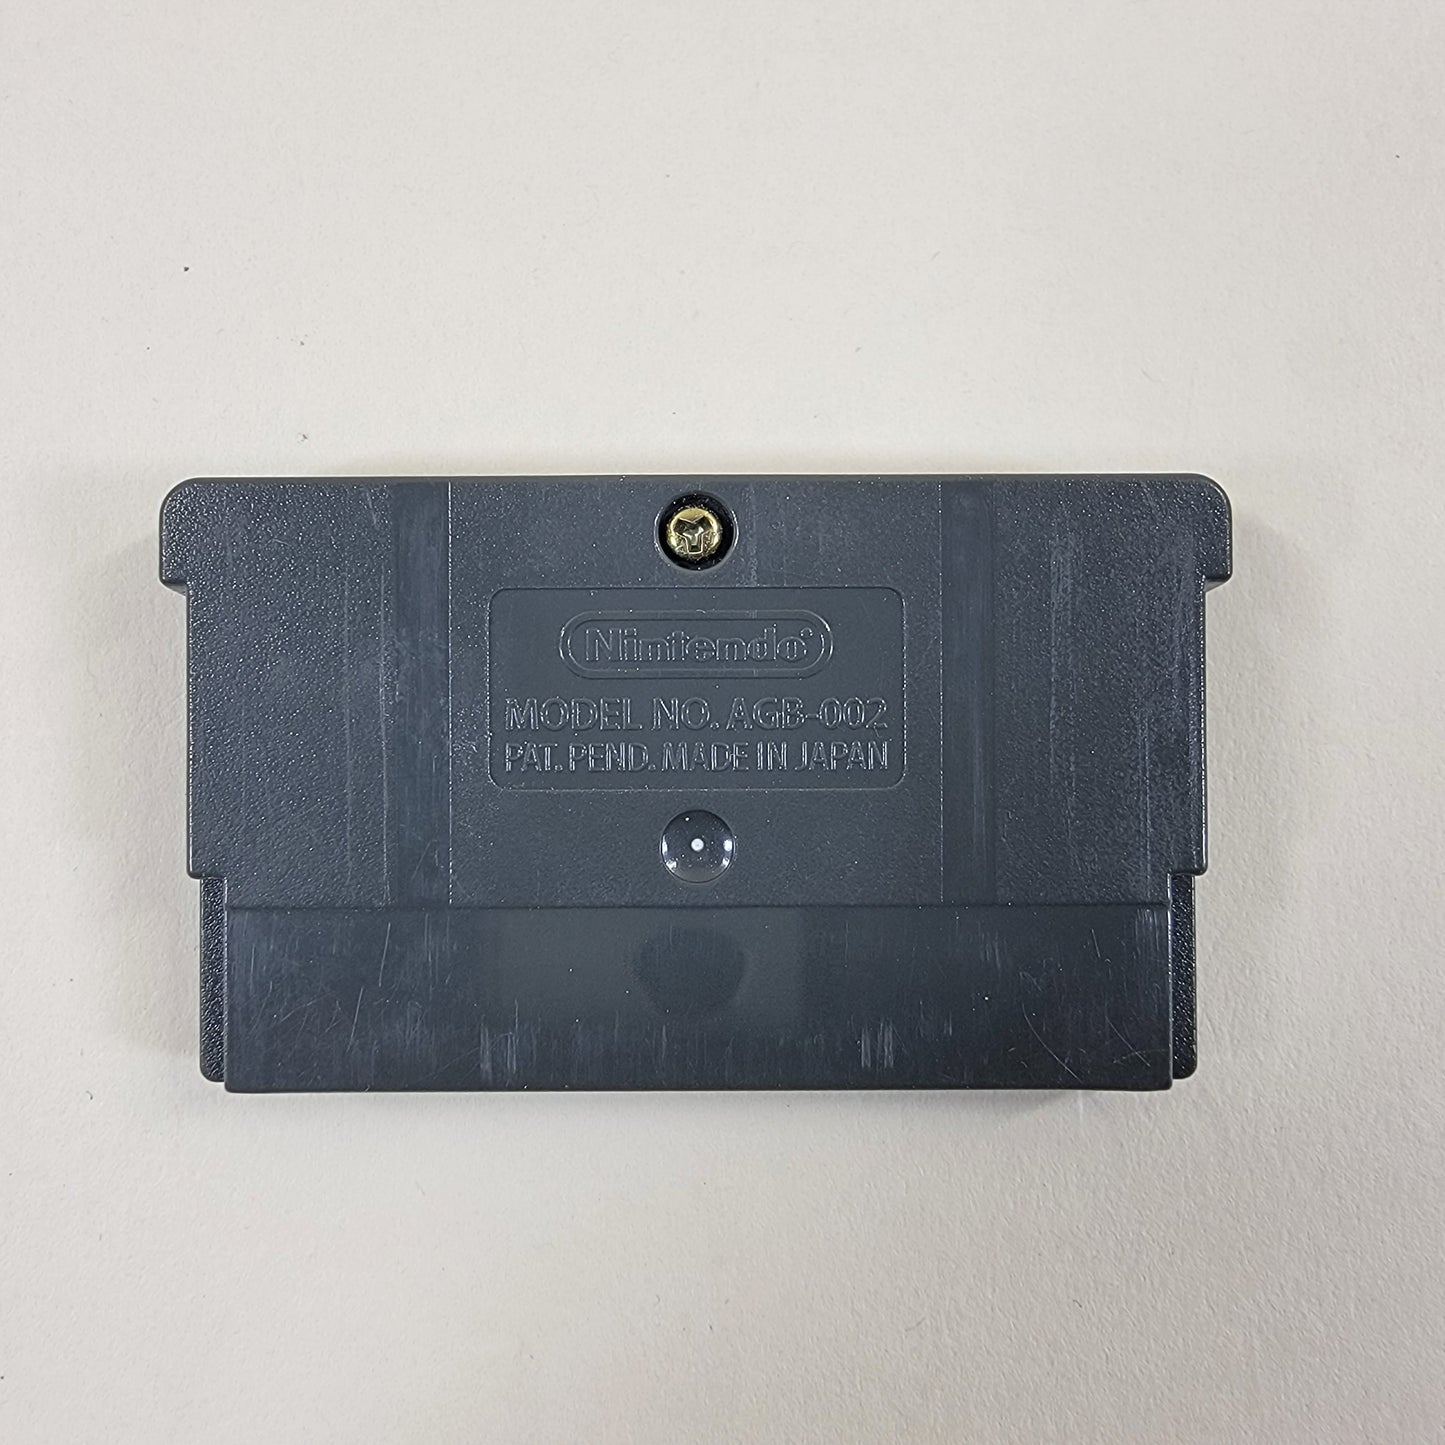 Nintendo®
MODEL NO. AGB-002
PAT. PEND. MADE IN JAPAN